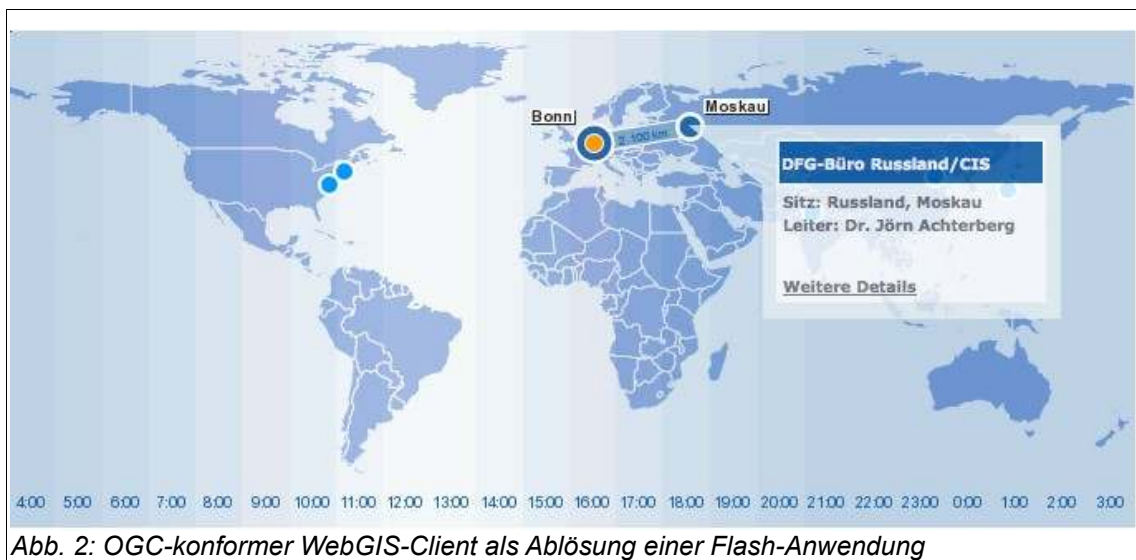 Bonn
Moskau
2.100 km
DFG-Büro Russland/CIS
Sitz: Russland, Moskau
Leiter: Dr. Jörn Achterberg
Weitere Details
4:00 5:00 6:00 7:00 8:00 9:00 10:00 11:00 12:00 13:00 14:00 15:00 16:00 17:00 18:00 19:00 20:00 21:00 22:00 23:00 0:00 1:00 2:00 3:00
Abb. 2: OGC-konformer WebGIS-Client als Ablösung einer Flash-Anwendung